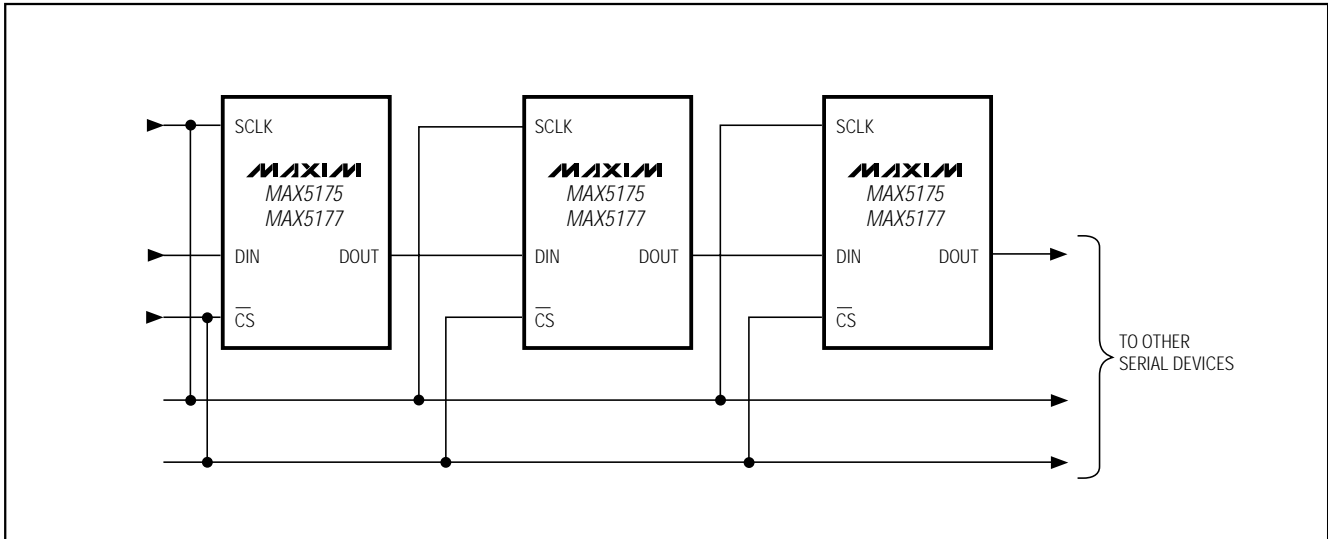 SCLK
MAXIM
MAX5175
MAX5177
DIN
DOUT
CS
SCLK
MAXIM
MAX5175
MAX5177
DIN
DOUT
CS
SCLK
MAXIM
MAX5175
MAX5177
DIN
DOUT
CS
TO OTHER
SERIAL DEVICES